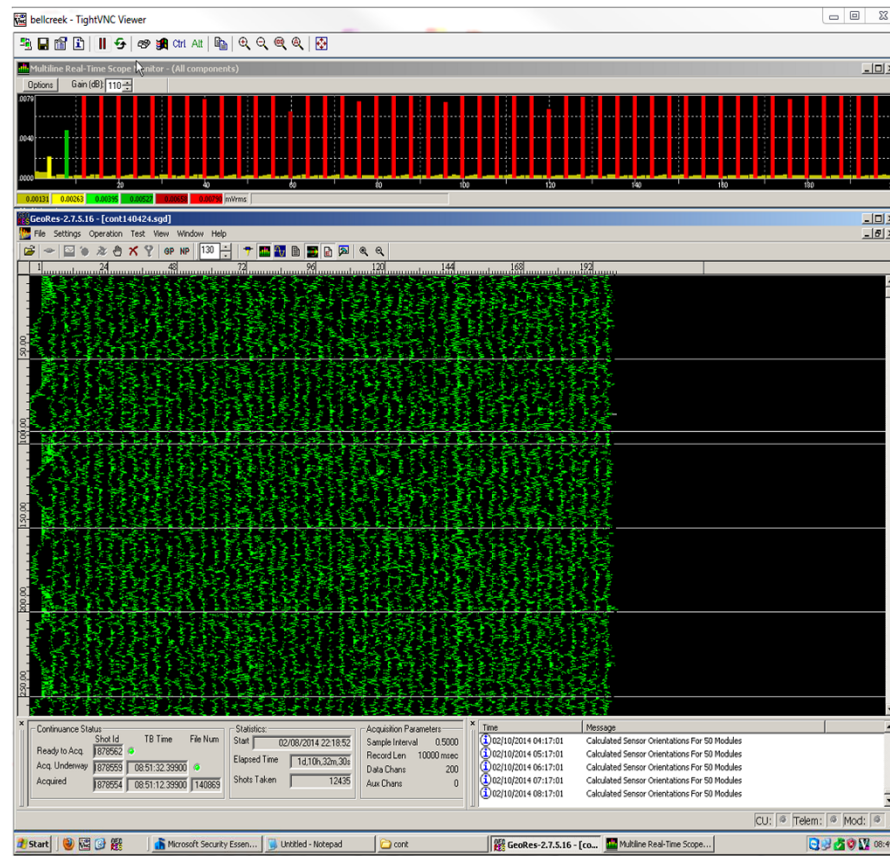 bellcreek - TightVNC Viewer
Ctrl Alt
Multiline Real-Time Scope Monitor - (All components)
Options Gain (dB): 110
.0079
.0040
.0000
20 40 60 80 100 120 140 160 180
0.00131 0.00263 0.00395 0.00527 mVrms
GeoRes-2.7.5.16 - [cont140424.sgd]
File Settings Operation Test View Window Help
GP NP 130
1 24 48 72 96 120 144 168 192
50.00
100.00
150.00
200.00
250.00
Continuance Status
Shot Id TB Time File Num
Ready to Acq. 878562
Acq. Underway 878559 08:51:32.39900
Acquired 878554 08:51:12.39900 140869
Statistics:
Start 02/08/2014 22:18:52
Elapsed Time 1d,10h,32m,30s
Shots Taken 12435
Acquisition Parameters
Sample Interval 0.5000
Record Len 10000 msec
Data Chans 200
Aux Chans 0
Time Message
02/10/2014 04:17:01 Calculated Sensor Orientations For 50 Modules
02/10/2014 05:17:01 Calculated Sensor Orientations For 50 Modules
02/10/2014 06:17:01 Calculated Sensor Orientations For 50 Modules
02/10/2014 07:17:01 Calculated Sensor Orientations For 50 Modules
02/10/2014 08:17:01 Calculated Sensor Orientations For 50 Modules
CU: Telem: Mod:
Start Microsoft Security Essen... Untitled - Notepad cont GeoRes-2.7.5.16 - [co... Multiline Real-Time Scope... 08:4